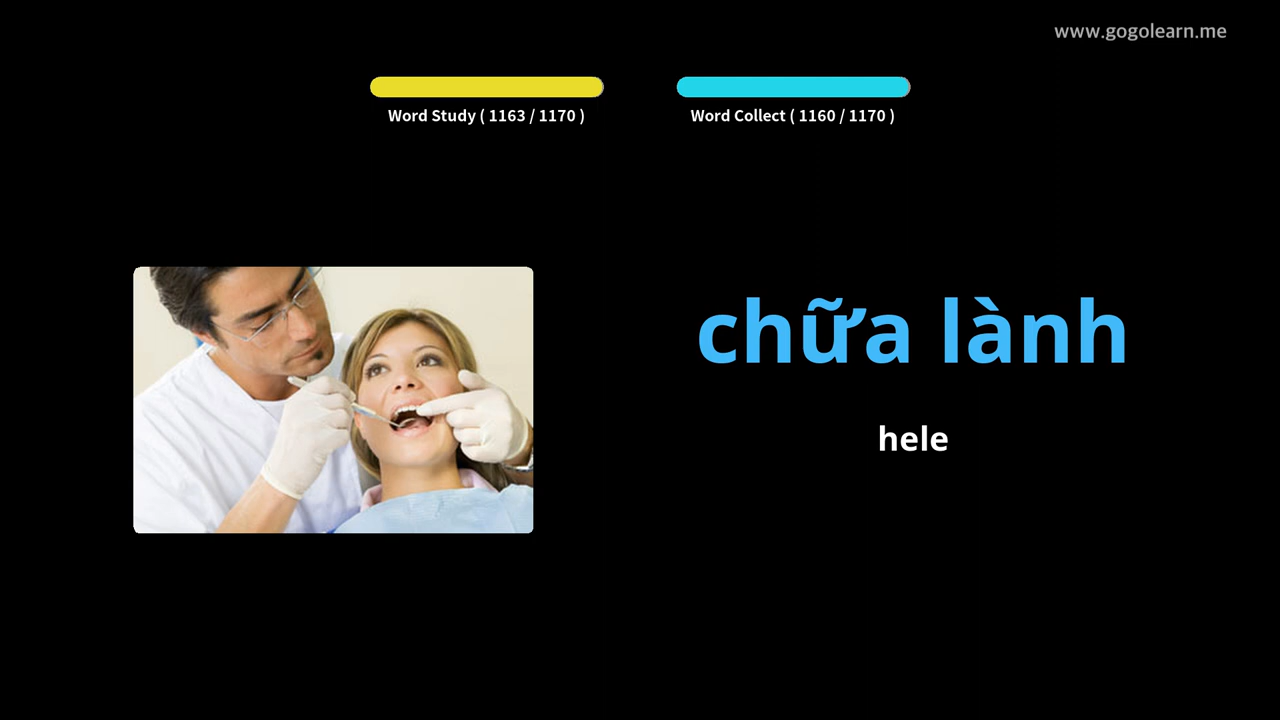 www.gogolearn.me
Word Study ( 1163 / 1170 )
Word Collect ( 1160 / 1170 )
chữa lành
hele